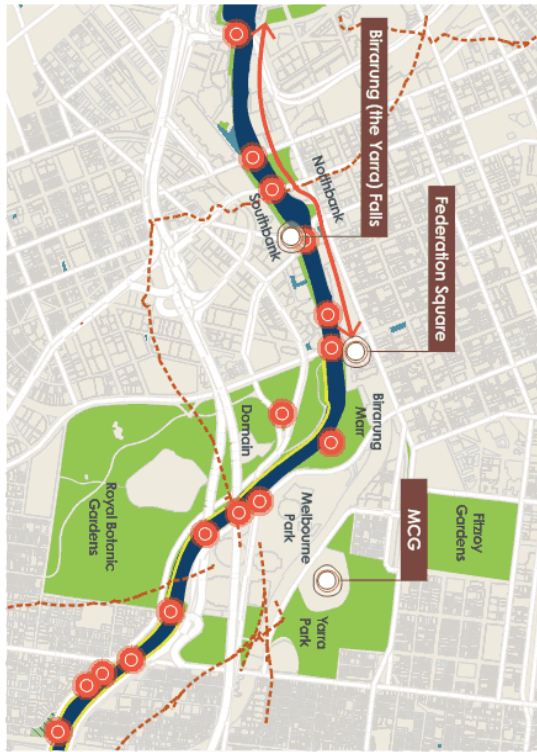 Birrarung (the Yarra) Falls
Federation Square
MCG
Northbank
Southbank
Birrarung
Marr
Fitzroy
Gardens
Domain
Melbourne
Park
Yarra
Park
Royal Botanic
Gardens